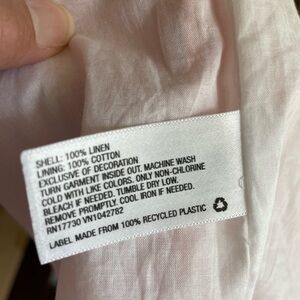 SHELL: 100% LINEN
LINING: 100% COTTON
EXCLUSIVE OF DECORATION
TURN GARMENT INSIDE OUT. MACHINE WASH
COLD WITH LIKE COLORS. ONLY NON-CHLORINE
BLEACH IF NEEDED. TUMBLE DRY LOW.
REMOVE PROMPTLY. COOL IRON IF NEEDED.
RN17730 VN1042782
LABEL MADE FROM 100% RECYCLED PLASTIC